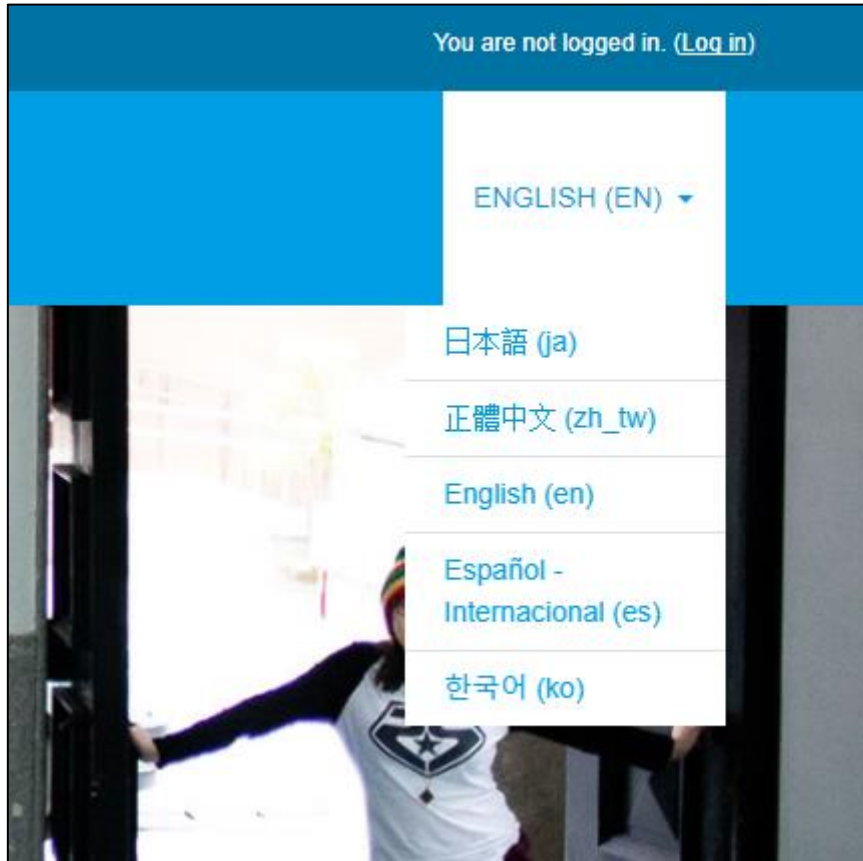 You are not logged in. (Log in)
ENGLISH (EN)
日本語 (ja)
正體中文 (zh_tw)
English (en)
Español -
Internacional (es)
한국어 (ko)